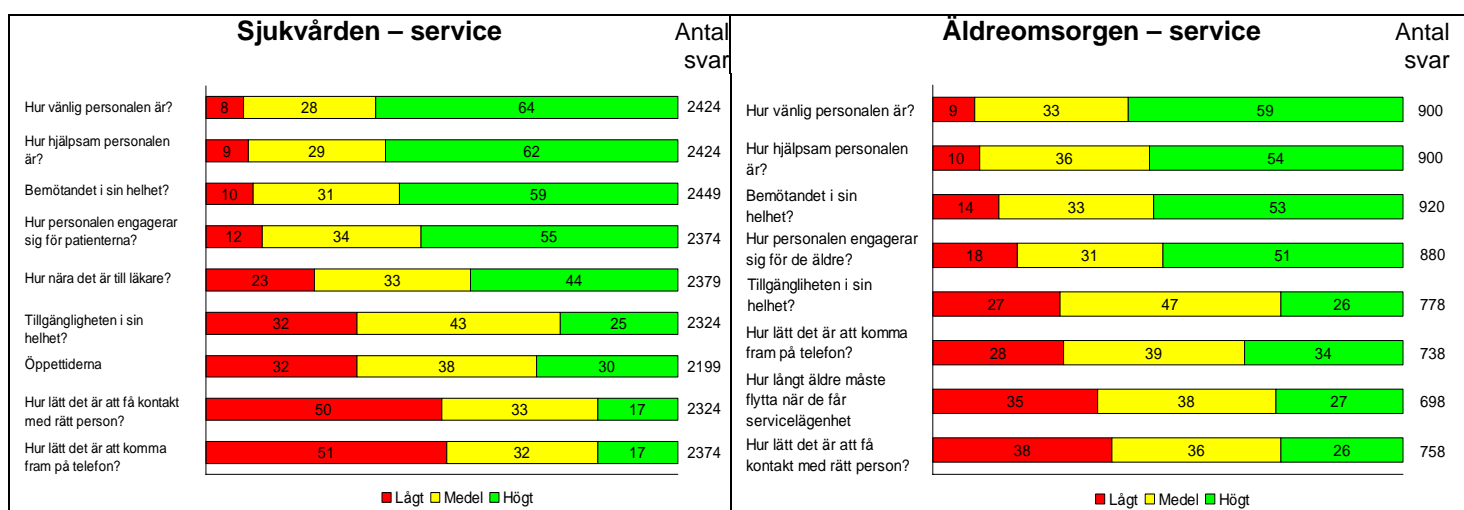 Sjukvården – service
Antal
svar
Hur vänlig personalen är?
8 28 64 2424
Hur hjälpsam personalen
är?
9 29 62 2424
Bemötandet i sin helhet?
10 31 59 2449
Hur personalen engagerar
sig för patienterna?
12 34 55 2374
Hur nära det är till läkare?
23 33 44 2379
Tillgängligheten i sin
helhet?
32 43 25 2324
Öppettiderna
32 38 30 2199
Hur lätt det är att få kontakt
med rätt person?
50 33 17 2324
Hur lätt det är att komma
fram på telefon?
51 32 17 2374
Lågt Medel Högt
Äldreomsorgen – service
Antal
svar
Hur vänlig personalen är?
9 33 59 900
Hur hjälpsam personalen
är?
10 36 54 900
Bemötandet i sin
helhet?
14 33 53 920
Hur personalen engagerar
sig för de äldre?
18 31 51 880
Tillgängliheten i sin
helhet?
27 47 26 778
Hur lätt det är att komma
fram på telefon?
28 39 34 738
Hur långt äldre måste
flytta när de får
servicelägenhet
35 38 27 698
Hur lätt det är att få
kontakt med rätt person?
38 36 26 758
Lågt Medel Högt